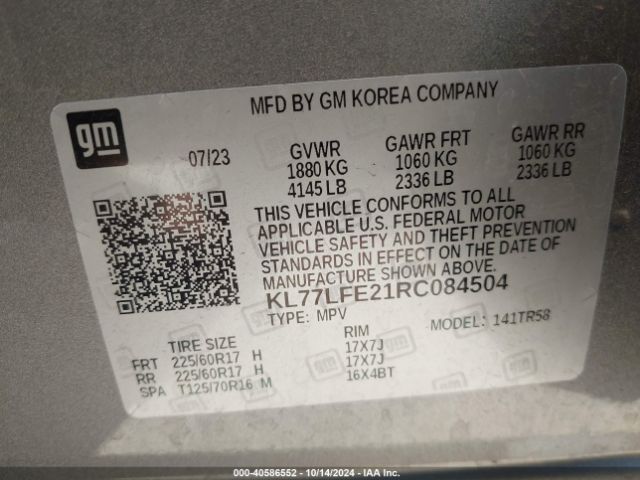 MFD BY GM KOREA COMPANY
gm
07/23
GVWR GAWR FRT GAWR RR
1880 KG 1060 KG 1060 KG
4145 LB 2336 LB 2336 LB
THIS VEHICLE CONFORMS TO ALL
APPLICABLE U.S. FEDERAL MOTOR
VEHICLE SAFETY AND THEFT PREVENTION
STANDARDS IN EFFECT ON THE DATE OF
MANUFACTURE SHOWN ABOVE.
KL77LFE21RC084504
TYPE: MPV MODEL: 141TR58
TIRE SIZE RIM
FRT 225/60R17 H 17X7J
RR 225/60R17 H 17X7J
SPA T125/70R16 M 16X4BT
000-40586552 | 10/14/2024 - IAA Inc.